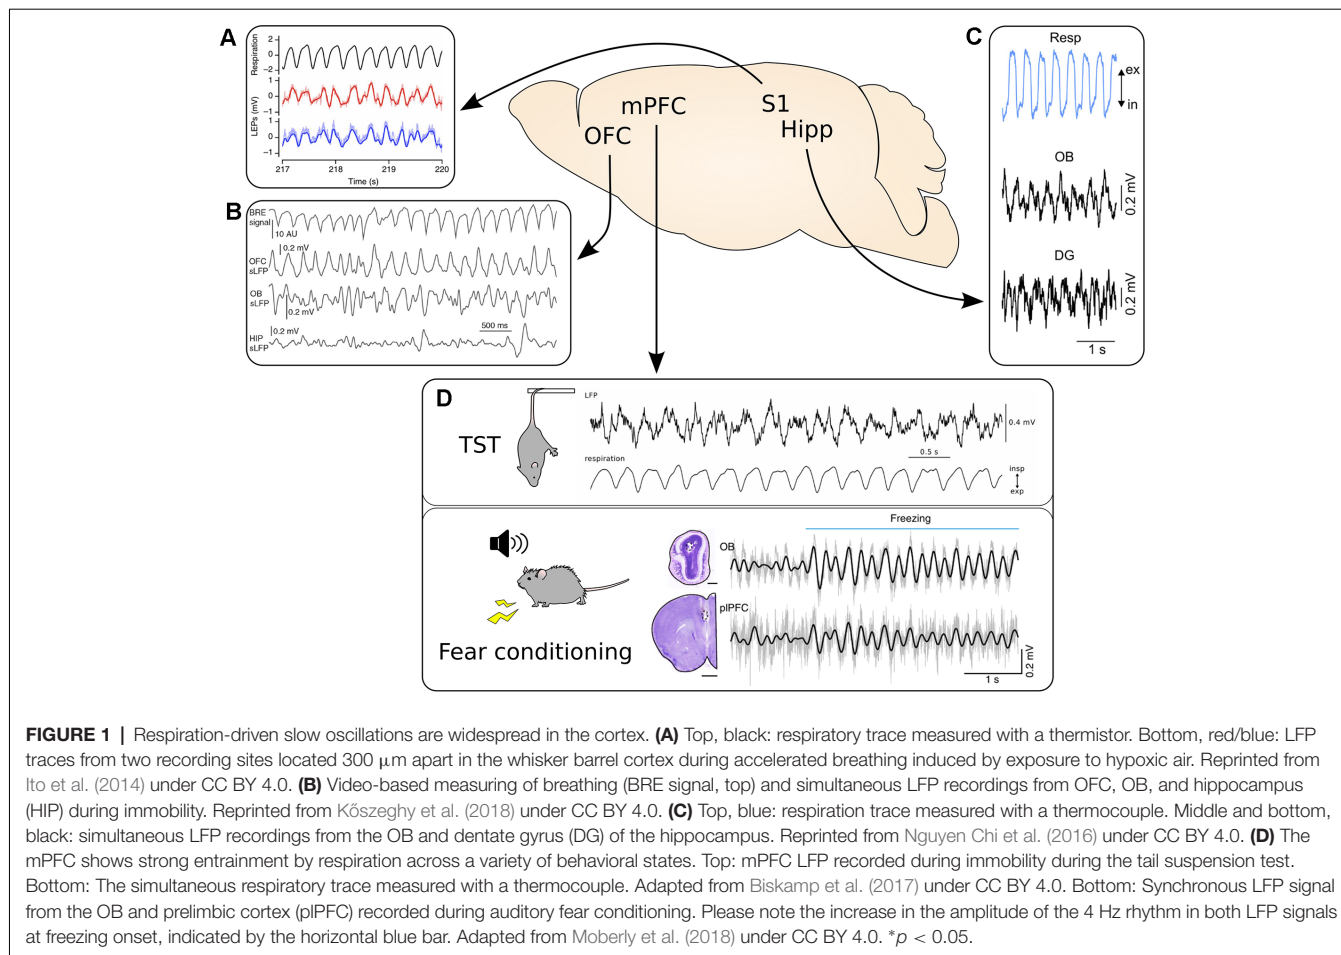 A
Respiration
2
0
−2
LEPs (mV)
1
0
−1
1
0
−1
217
218
219
220
Time (s)
mPFC
OFC
S1
Hipp
B
BRE
signal
10 AU
0.2 mV
OFC
sLFP
OB
sLFP
0.2 mV
500 ms
0.2 mV
HIP
sLFP
C
Resp
ex
in
OB
0.2 mV
DG
0.2 mV
1 s
D
TST
LFP
0.4 mV
0.5 s
respiration
insp
exp
Freezing
OB
plPFC
Fear conditioning
0.2 mV
1 s
FIGURE 1 | Respiration-driven slow oscillations are widespread in the cortex. (A) Top, black: respiratory trace measured with a thermistor. Bottom, red/blue: LFP
traces from two recording sites located 300 μm apart in the whisker barrel cortex during accelerated breathing induced by exposure to hypoxic air. Reprinted from
Ito et al. (2014) under CC BY 4.0. (B) Video-based measuring of breathing (BRE signal, top) and simultaneous LFP recordings from OFC, OB, and hippocampus
(HIP) during immobility. Reprinted from Kőszeghy et al. (2018) under CC BY 4.0. (C) Top, blue: respiration trace measured with a thermocouple. Middle and bottom,
black: simultaneous LFP recordings from the OB and dentate gyrus (DG) of the hippocampus. Reprinted from Nguyen Chi et al. (2016) under CC BY 4.0. (D) The
mPFC shows strong entrainment by respiration across a variety of behavioral states. Top: mPFC LFP recorded during immobility during the tail suspension test.
Bottom: The simultaneous respiratory trace measured with a thermocouple. Adapted from Biskamp et al. (2017) under CC BY 4.0. Bottom: Synchronous LFP signal
from the OB and prelimbic cortex (plPFC) recorded during auditory fear conditioning. Please note the increase in the amplitude of the 4 Hz rhythm in both LFP signals
at freezing onset, indicated by the horizontal blue bar. Adapted from Moberly et al. (2018) under CC BY 4.0. *p < 0.05.